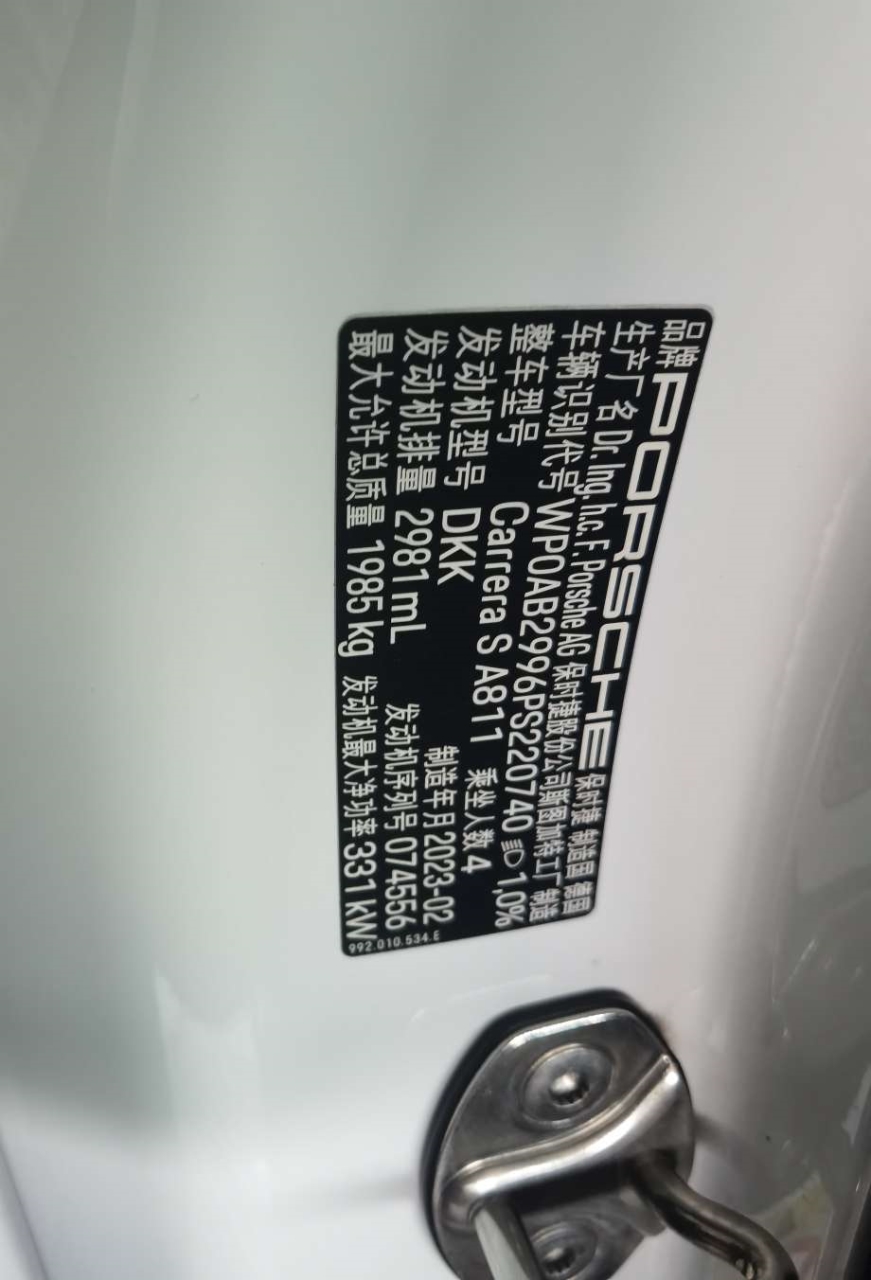 品牌 PORSCHE 保时捷 制造国 德国
生产厂名 Dr. Ing. h.c. F. Porsche AG 保时捷股份公司斯图加特工厂 制造
车辆识别代号 WP0AB2996PS220740 1,0%
整车型号 Carrera S A811 乘坐人数 4
发动机型号 DKK 制造年月 2023-02
发动机排量 2981 mL 发动机序列号 074556
最大允许总质量 1985 kg 发动机最大净功率 331 kW
992.010.534.E